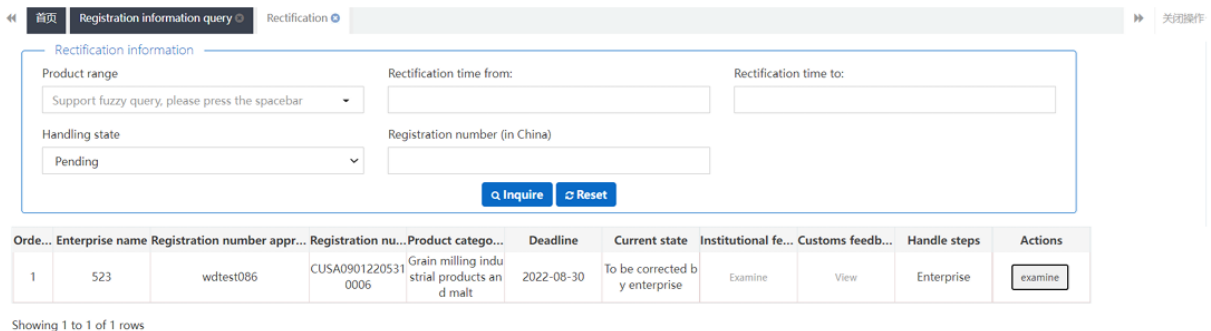 首页 Registration information query Rectification 关闭操作
Rectification information
Product range Rectification time from: Rectification time to:
Support fuzzy query, please press the spacebar
Handling state Registration number (in China)
Pending
Inquire Reset
Orde... Enterprise name Registration number appr... Registration nu... Product catego... Deadline Current state Institutional fe... Customs feedb... Handle steps Actions
1 523 wdtest086 CUSA0901220531 0006 Grain milling indu strial products an d malt 2022-08-30 To be corrected b y enterprise Examine View Enterprise examine
Showing 1 to 1 of 1 rows